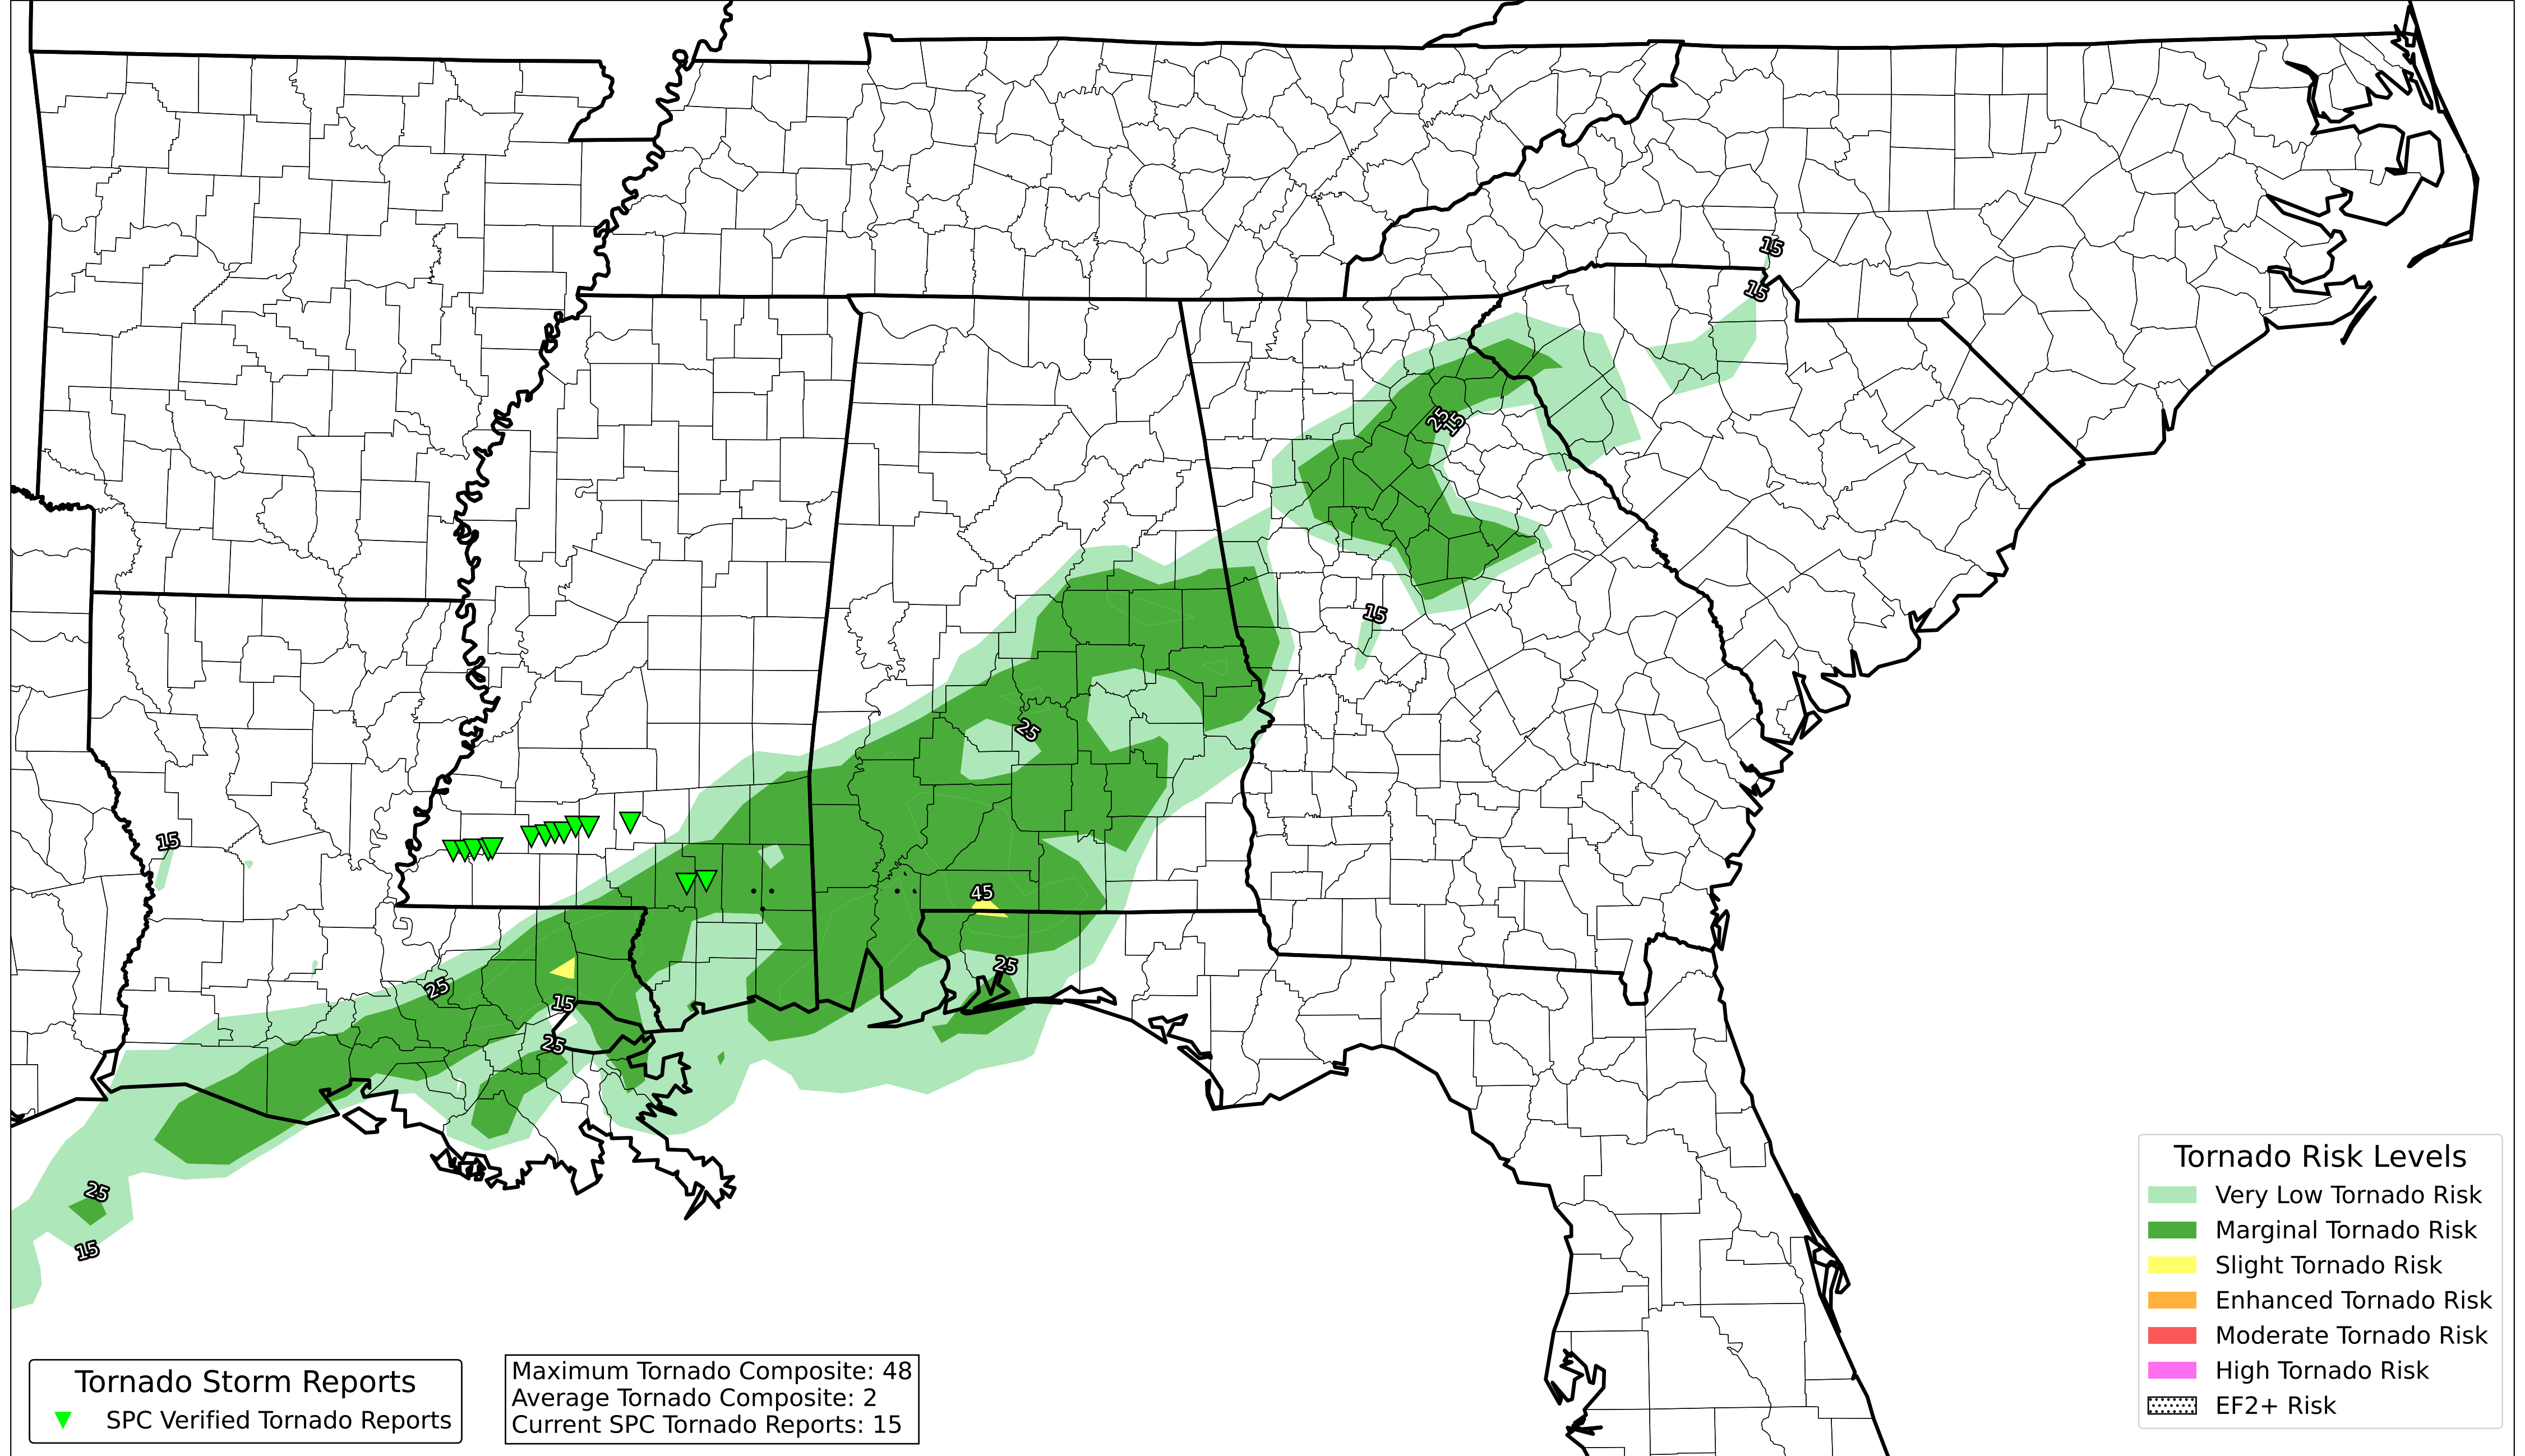 15
15
25
15
15
25
15
45
25
25
15
25
25
15
Tornado Risk Levels
Very Low Tornado Risk
Marginal Tornado Risk
Slight Tornado Risk
Enhanced Tornado Risk
Moderate Tornado Risk
High Tornado Risk
EF2+ Risk
Tornado Storm Reports
SPC Verified Tornado Reports
Maximum Tornado Composite: 48
Average Tornado Composite: 2
Current SPC Tornado Reports: 15